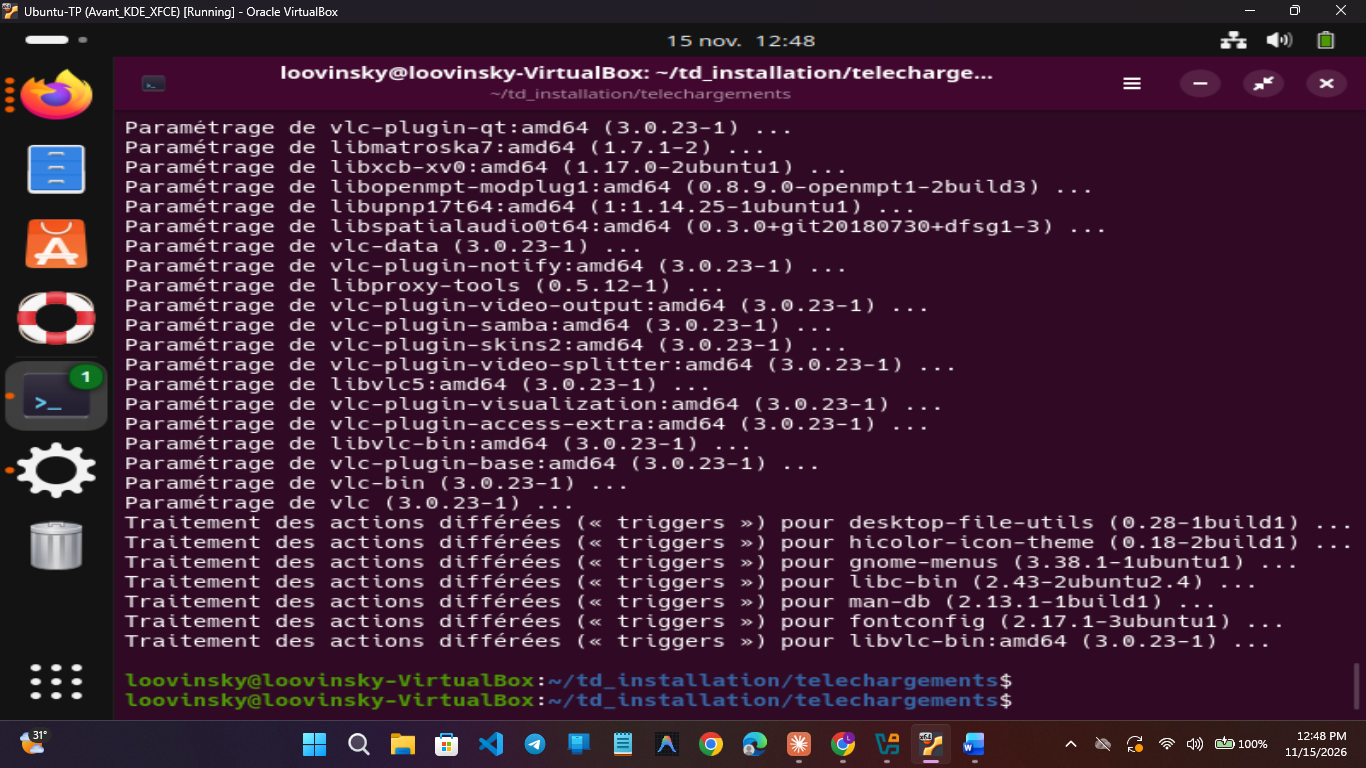 Ubuntu-TP (Avant_KDE_XFCE) [Running] - Oracle VirtualBox
15 nov. 12:48
loovinsky@loovinsky-VirtualBox: ~/td_installation/telecharge...
~/td_installation/telechargements
Paramétrage de vlc-plugin-qt:amd64 (3.0.23-1) ...
Paramétrage de libmatroska7:amd64 (1.7.1-2) ...
Paramétrage de libxcb-xv0:amd64 (1.17.0-2ubuntu1) ...
Paramétrage de libopenmpt-modplug1:amd64 (0.8.9.0-openmpt1-2build3) ...
Paramétrage de libupnp17t64:amd64 (1:1.14.25-1ubuntu1) ...
Paramétrage de libspatialaudio0t64:amd64 (0.3.0+git20180730+dfsg1-3) ...
Paramétrage de vlc-data (3.0.23-1) ...
Paramétrage de vlc-plugin-notify:amd64 (3.0.23-1) ...
Paramétrage de libproxy-tools (0.5.12-1) ...
Paramétrage de vlc-plugin-video-output:amd64 (3.0.23-1) ...
Paramétrage de vlc-plugin-samba:amd64 (3.0.23-1) ...
Paramétrage de vlc-plugin-skins2:amd64 (3.0.23-1) ...
Paramétrage de vlc-plugin-video-splitter:amd64 (3.0.23-1) ...
Paramétrage de libvlc5:amd64 (3.0.23-1) ...
Paramétrage de vlc-plugin-visualization:amd64 (3.0.23-1) ...
Paramétrage de vlc-plugin-access-extra:amd64 (3.0.23-1) ...
Paramétrage de libvlc-bin:amd64 (3.0.23-1) ...
Paramétrage de vlc-plugin-base:amd64 (3.0.23-1) ...
Paramétrage de vlc-bin (3.0.23-1) ...
Paramétrage de vlc (3.0.23-1) ...
Traitement des actions différées (« triggers ») pour desktop-file-utils (0.28-1build1) ...
Traitement des actions différées (« triggers ») pour hicolor-icon-theme (0.18-2build1) ...
Traitement des actions différées (« triggers ») pour gnome-menus (3.38.1-1ubuntu1) ...
Traitement des actions différées (« triggers ») pour libc-bin (2.43-2ubuntu2.4) ...
Traitement des actions différées (« triggers ») pour man-db (2.13.1-1build1) ...
Traitement des actions différées (« triggers ») pour fontconfig (2.17.1-3ubuntu1) ...
Traitement des actions différées (« triggers ») pour libvlc-bin:amd64 (3.0.23-1) ...
loovinsky@loovinsky-VirtualBox:~/td_installation/telechargements$
loovinsky@loovinsky-VirtualBox:~/td_installation/telechargements$
1
31°
100%
12:48 PM
11/15/2026